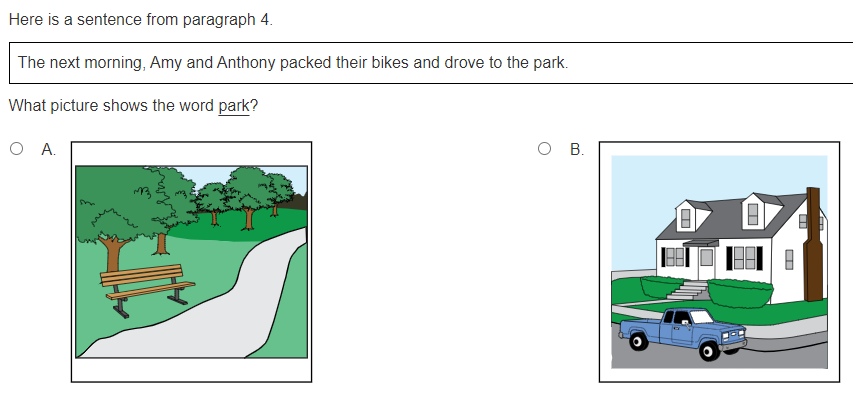 Here is a sentence from paragraph 4.
The next morning, Amy and Anthony packed their bikes and drove to the park.
What picture shows the word park?
A.
B.